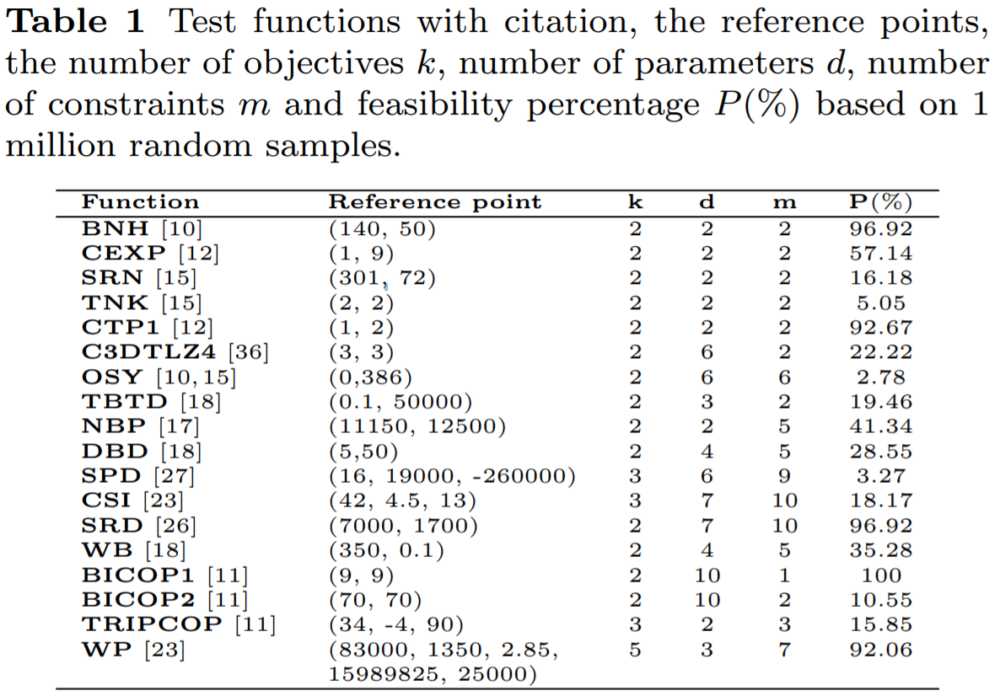 Table 1 Test functions with citation, the reference points,
the number of objectives k, number of parameters d, number
of constraints m and feasibility percentage P(%) based on 1
million random samples.
Function Reference point k d m P(%)
BNH [10] (140, 50) 2 2 2 96.92
CEXP [12] (1, 9) 2 2 2 57.14
SRN [15] (301, 72) 2 2 2 16.18
TNK [15] (2, 2) 2 2 2 5.05
CTP1 [12] (1, 2) 2 2 2 92.67
C3DTLZ4 [36] (3, 3) 2 6 2 22.22
OSY [10, 15] (0,386) 2 6 6 2.78
TBTD [18] (0.1, 50000) 2 3 2 19.46
NBP [17] (11150, 12500) 2 2 5 41.34
DBD [18] (5,50) 2 4 5 28.55
SPD [27] (16, 19000, -260000) 3 6 9 3.27
CSI [23] (42, 4.5, 13) 3 7 10 18.17
SRD [26] (7000, 1700) 2 7 10 96.92
WB [18] (350, 0.1) 2 4 5 35.28
BICOP1 [11] (9, 9) 2 10 1 100
BICOP2 [11] (70, 70) 2 10 2 10.55
TRIPCOP [11] (34, -4, 90) 3 2 3 15.85
WP [23] (83000, 1350, 2.85, 5 3 7 92.06
15989825, 25000)